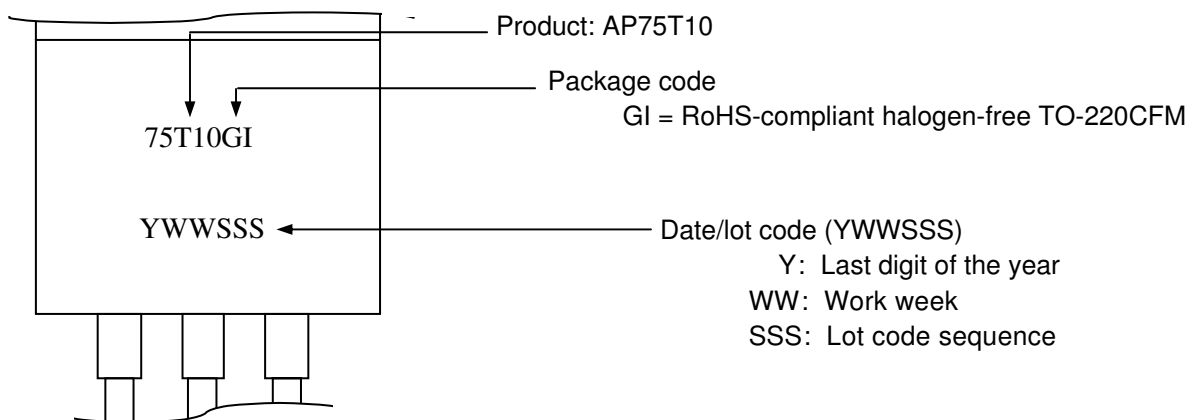 Product: AP75T10
Package code
GI = RoHS-compliant halogen-free TO-220CFM
75T10GI
YWWSSS
Date/lot code (YWWSSS)
Y: Last digit of the year
WW: Work week
SSS: Lot code sequence